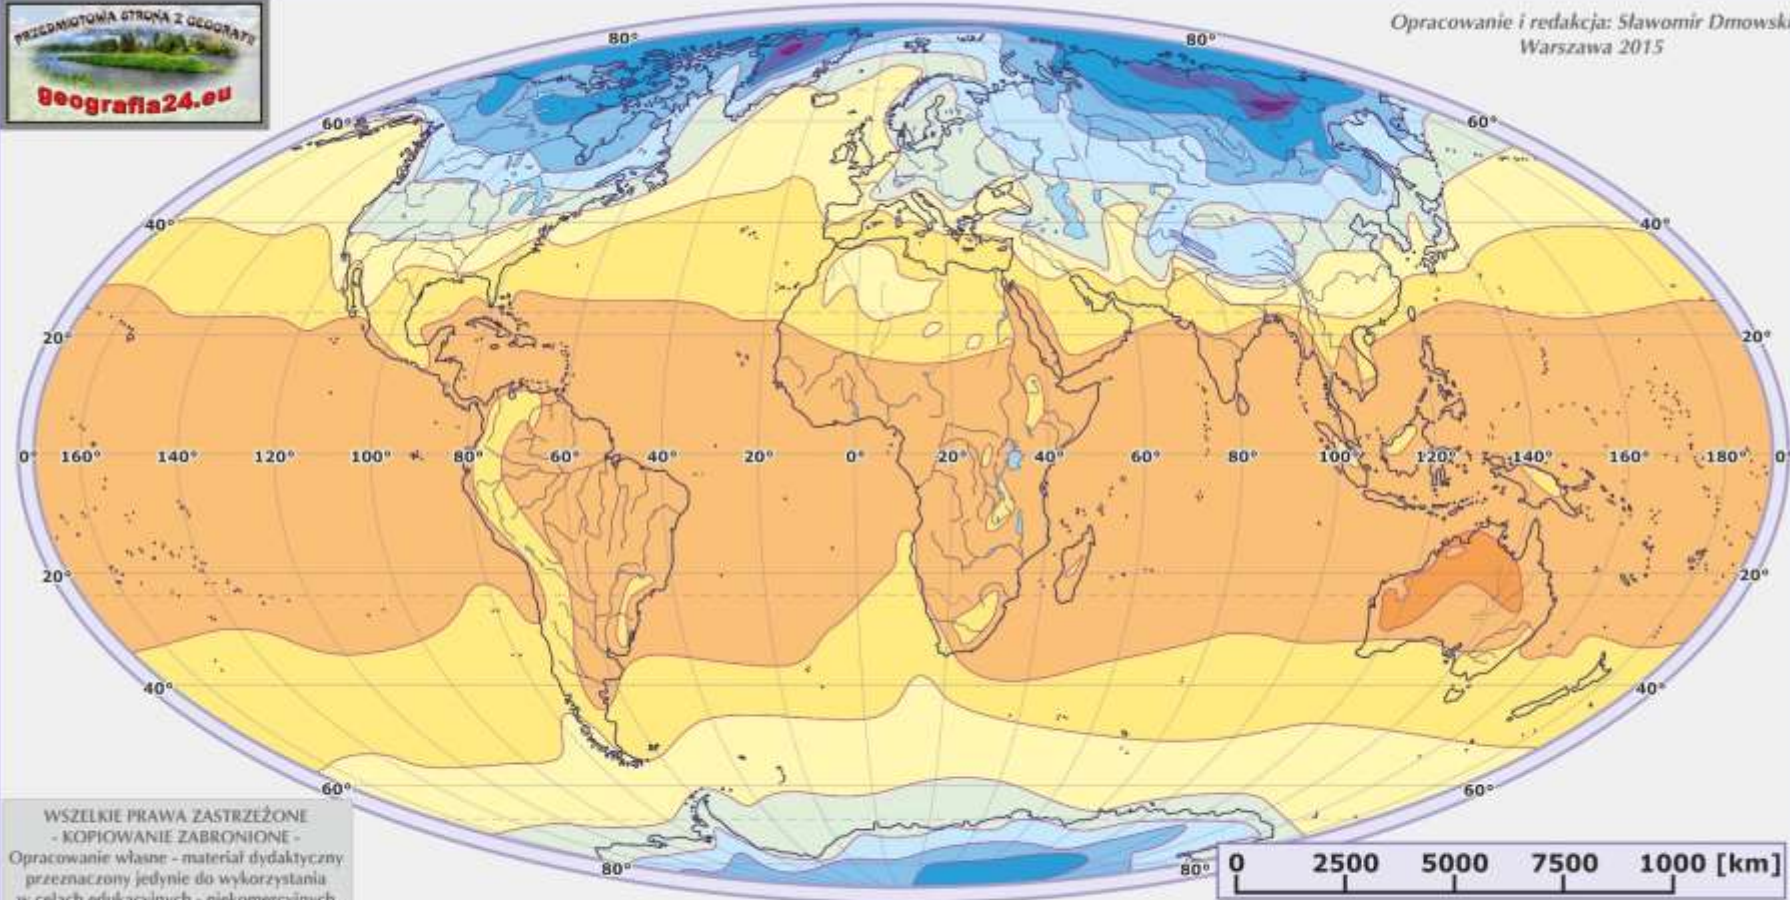 PRZEDMIOTOWA STRONA Z GEOGRAFII
geografia24.eu
Opracowanie i redakcja: Sławomir Dmowski
Warszawa 2015
80° 80°
60° 60°
40° 40°
20° 20°
0° 160° 140° 120° 100° 80° 60° 40° 20° 0° 20° 40° 60° 80° 100° 120° 140° 160° 180° 0°
20° 20°
40° 40°
60° 60°
80° 80°
WSZELKIE PRAWA ZASTRZEŻONE
- KOPIOWANIE ZABRONIONE -
Opracowanie własne - materiał dydaktyczny
przeznaczony jedynie do wykorzystania
w celach edukacyjnych - niekomercyjnych
0 2500 5000 7500 1000 [km]